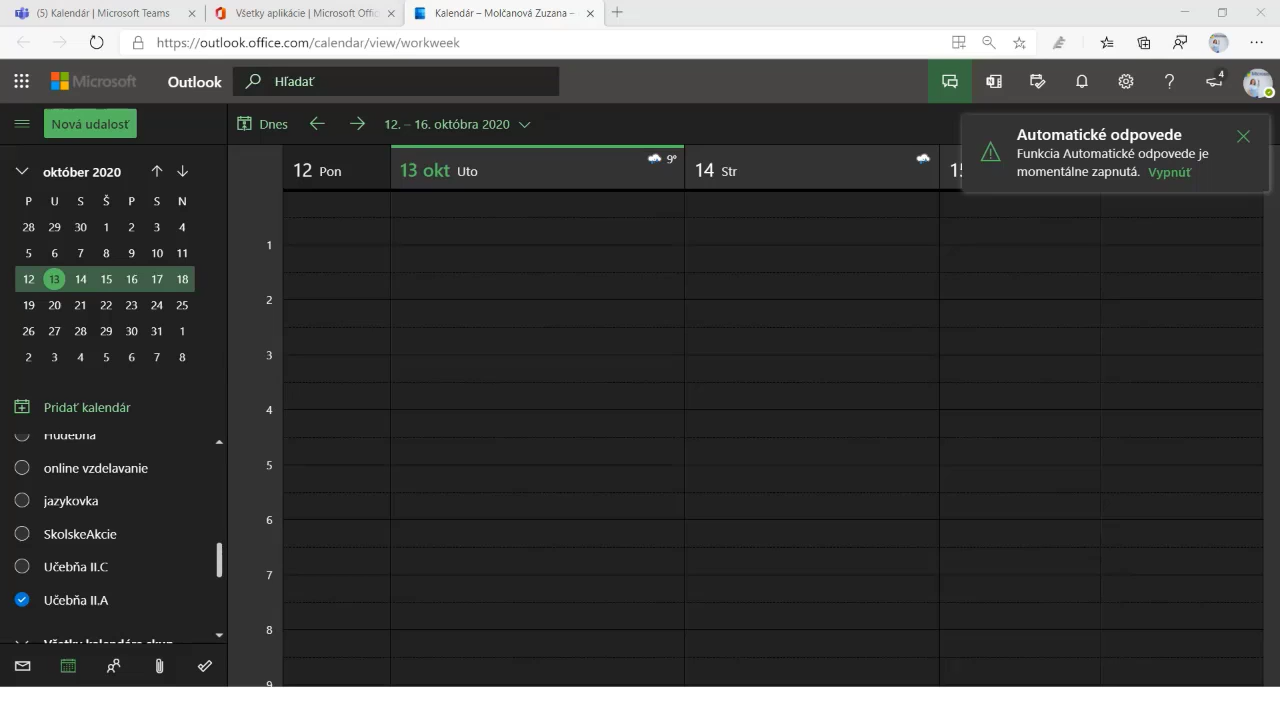 (5) Kalendár | Microsoft Teams
Všetky aplikácie | Microsoft Offic
Kalendár – Molčanová Zuzana –
https://outlook.office.com/calendar/view/workweek
Microsoft
Outlook
Hľadať
4
Nová udalosť
Dnes
12. – 16. októbra 2020
Automatické odpovede
Funkcia Automatické odpovede je
momentálne zapnutá. Vypnúť
október 2020
12 Pon
13 okt Uto
9°
14 Str
15
P U S Š P S N
28 29 30 1 2 3 4
5 6 7 8 9 10 11
12 13 14 15 16 17 18
19 20 21 22 23 24 25
26 27 28 29 30 31 1
2 3 4 5 6 7 8
Pridať kalendár
Hudobná
online vzdelavanie
jazykovka
SkolskeAkcie
Učebňa II.C
Učebňa II.A
1
2
3
4
5
6
7
8
9